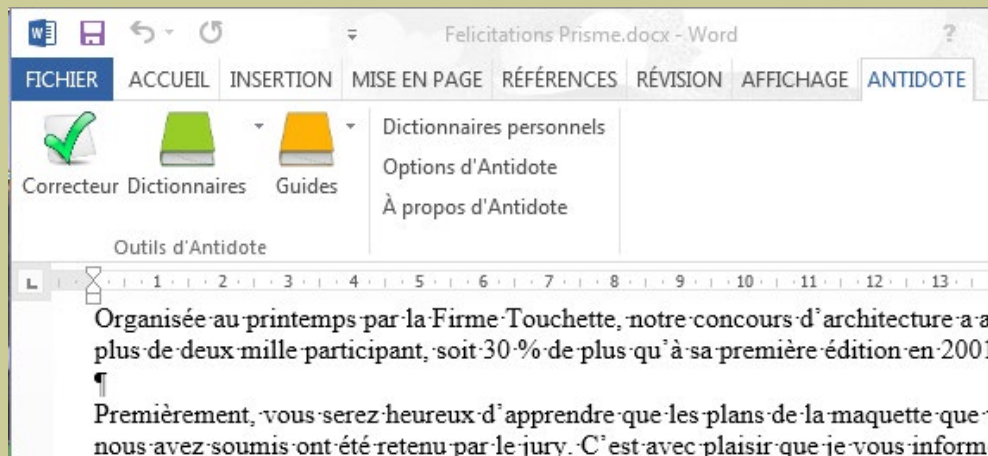 Felicitations Prisme.docx - Word ?
FICHIER ACCUEIL INSERTION MISE EN PAGE RÉFÉRENCES RÉVISION AFFICHAGE ANTIDOTE
Correcteur Dictionnaires Guides
Dictionnaires personnels
Options d'Antidote
À propos d'Antidote
Outils d'Antidote
1 2 3 4 5 6 7 8 9 10 11 12 13
Organisée au printemps par la Firme Touchette, notre concours d'architecture a a
plus de deux mille participant, soit 30 % de plus qu'à sa première édition en 2001
¶
Premièrement, vous serez heureux d'apprendre que les plans de la maquette que
nous avez soumis ont été retenu par le jury. C'est avec plaisir que je vous inform